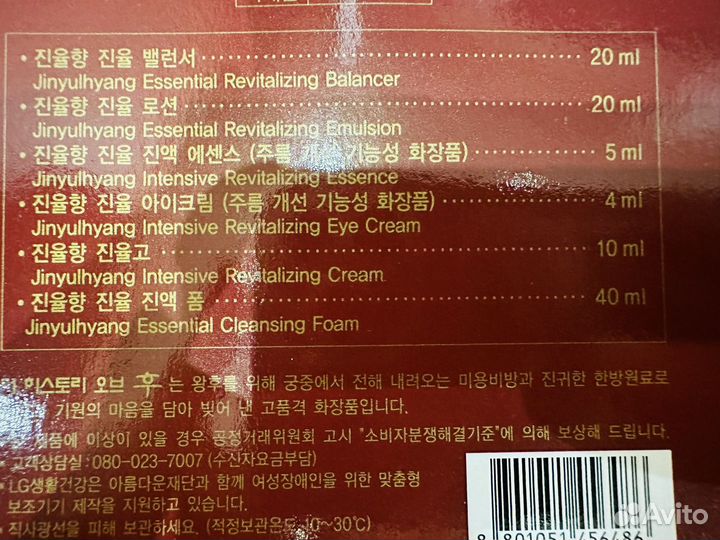 • 진율향 진율 밸런서 20 ml
Jinyulhyang Essential Revitalizing Balancer
• 진율향 진율 로션 20 ml
Jinyulhyang Essential Revitalizing Emulsion
• 진율향 진율 진액 에센스 (주름 개선 기능성 화장품) 5 ml
Jinyulhyang Intensive Revitalizing Essence
• 진율향 진율 아이크림 (주름 개선 기능성 화장품) 4 ml
Jinyulhyang Intensive Revitalizing Eye Cream
• 진율향 진율고 10 ml
Jinyulhyang Intensive Revitalizing Cream
• 진율향 진율 진액 폼 40 ml
Jinyulhyang Essential Cleansing Foam
히스토리 오브 후 는 왕후를 위해 궁중에서 전해 내려오는 미용비방과 진귀한 한방원료로
기원의 마음을 담아 빚어 낸 고품격 화장품입니다.
제품에 이상이 있을 경우 공정거래위원회 고시 "소비자분쟁해결기준"에 의해 보상해 드립니다.
• 고객상담실: 080-023-7007 (수신자요금부담)
• LG생활건강은 아름다운재단과 함께 여성장애인을 위한 맞춤형
보조기기 제작을 지원하고 있습니다.
• 직사광선을 피해 보관하세요. (적정보관온도 10~30℃)
8 801051 456486
Avito